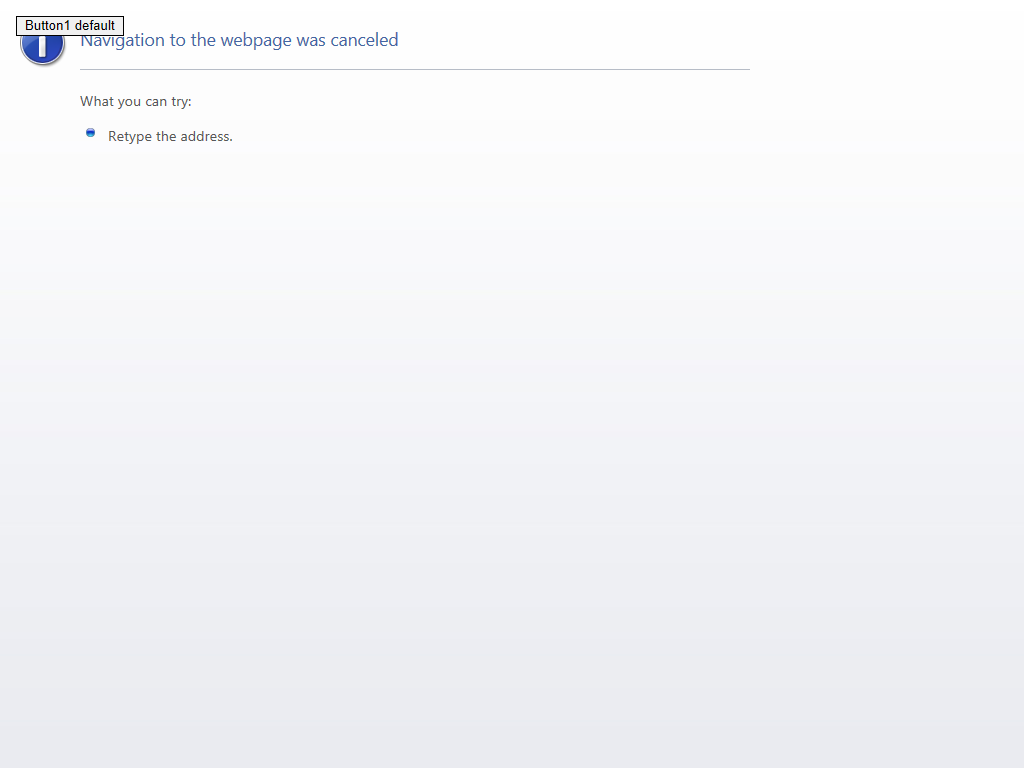 Button1 default
Navigation to the webpage was canceled
What you can try:
Retype the address.